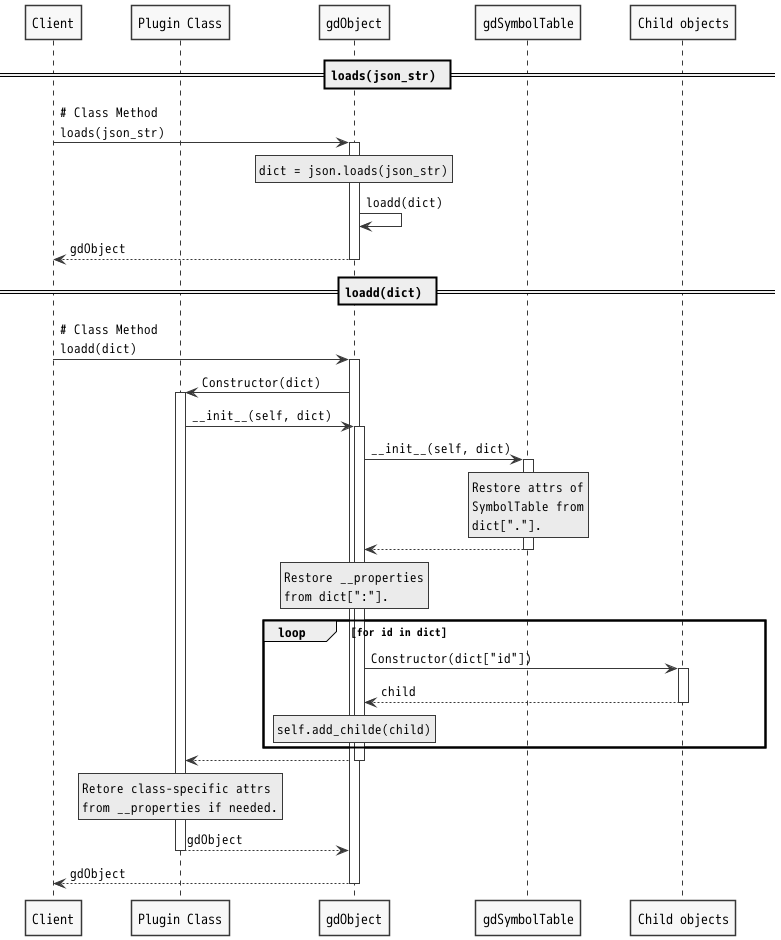 Client
Plugin Class
gdObject
gdSymbolTable
Child objects
loads(json_str)
# Class Method
loads(json_str)
dict = json.loads(json_str)
loadd(dict)
gdObject
loadd(dict)
# Class Method
loadd(dict)
Constructor(dict)
__init__(self, dict)
__init__(self, dict)
Restore attrs of
SymbolTable from
dict["."].
Restore __properties
from dict[":"].
loop
[for id in dict]
Constructor(dict["id"])
child
self.add_childe(child)
Retore class-specific attrs
from __properties if needed.
gdObject
gdObject
Client
Plugin Class
gdObject
gdSymbolTable
Child objects